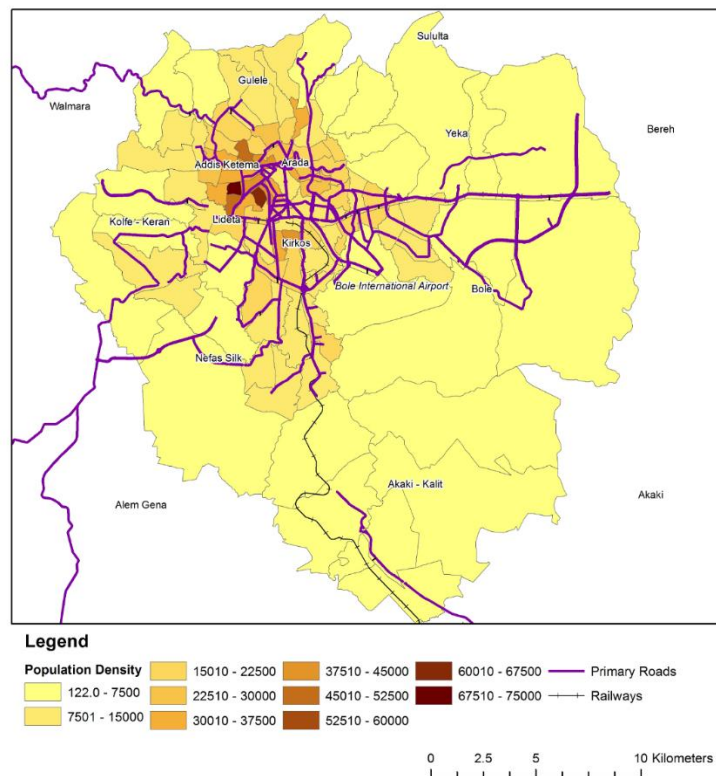 Sululta
Gulele
Walmara
Yeka
Bereh
Addis Ketema
Arada
Kolfe - Keran
Lideta
Kirkos
Bole International Airport
Bole
Nefas Silk
Akaki - Kalit
Alem Gena
Akaki
Legend
Population Density
122.0 - 7500
7501 - 15000
15010 - 22500
22510 - 30000
30010 - 37500
37510 - 45000
45010 - 52500
52510 - 60000
60010 - 67500
67510 - 75000
Primary Roads
Railways
0 2.5 5 10 Kilometers